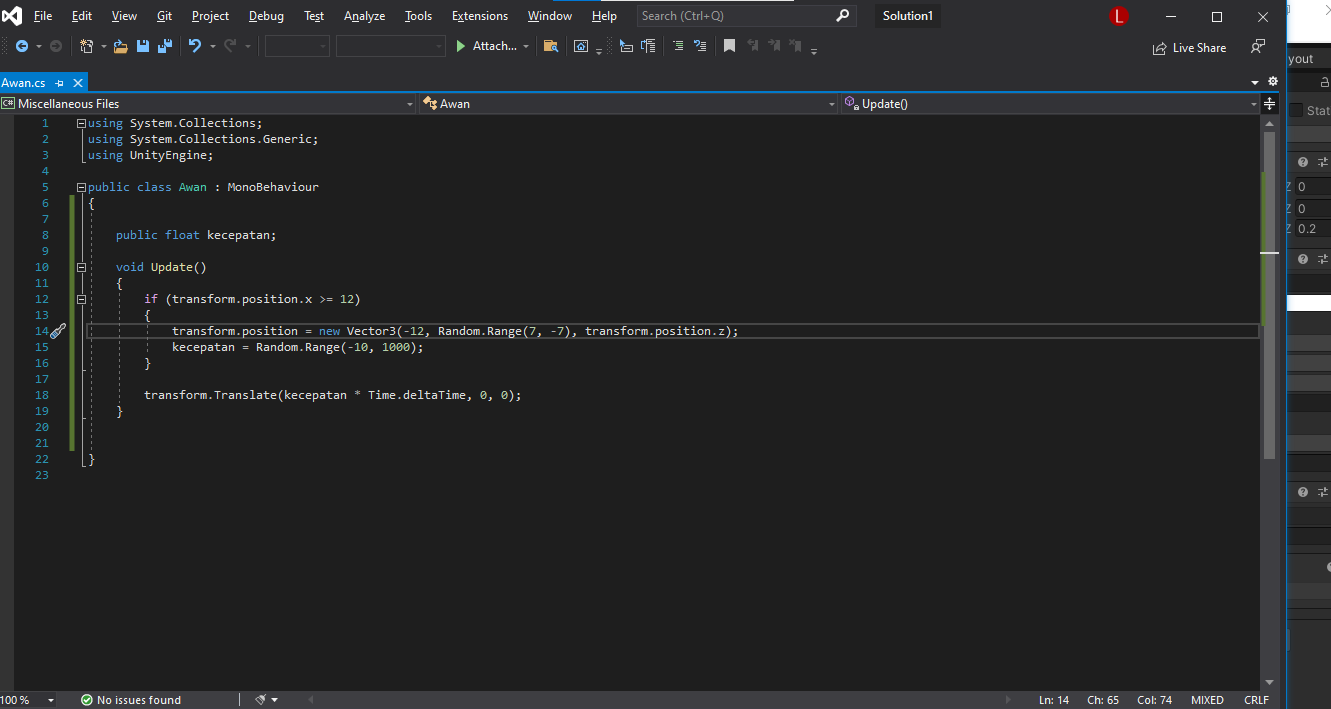 File Edit View Git Project Debug Test Analyze Tools Extensions Window Help Search (Ctrl+Q) Solution1 L
Attach... Live Share
yout
Awan.cs
Miscellaneous Files Awan Update()
Stat
1 using System.Collections;
2 using System.Collections.Generic;
3 using UnityEngine;
4
5 public class Awan : MonoBehaviour
6 {
7
8 public float kecepatan;
9
10 void Update()
11 {
12 if (transform.position.x >= 12)
13 {
14 transform.position = new Vector3(-12, Random.Range(7, -7), transform.position.z);
15 kecepatan = Random.Range(-10, 1000);
16 }
17
18 transform.Translate(kecepatan * Time.deltaTime, 0, 0);
19 }
20
21
22 }
23
Z 0
Z 0
Z 0.2
100 % No issues found Ln: 14 Ch: 65 Col: 74 MIXED CRLF